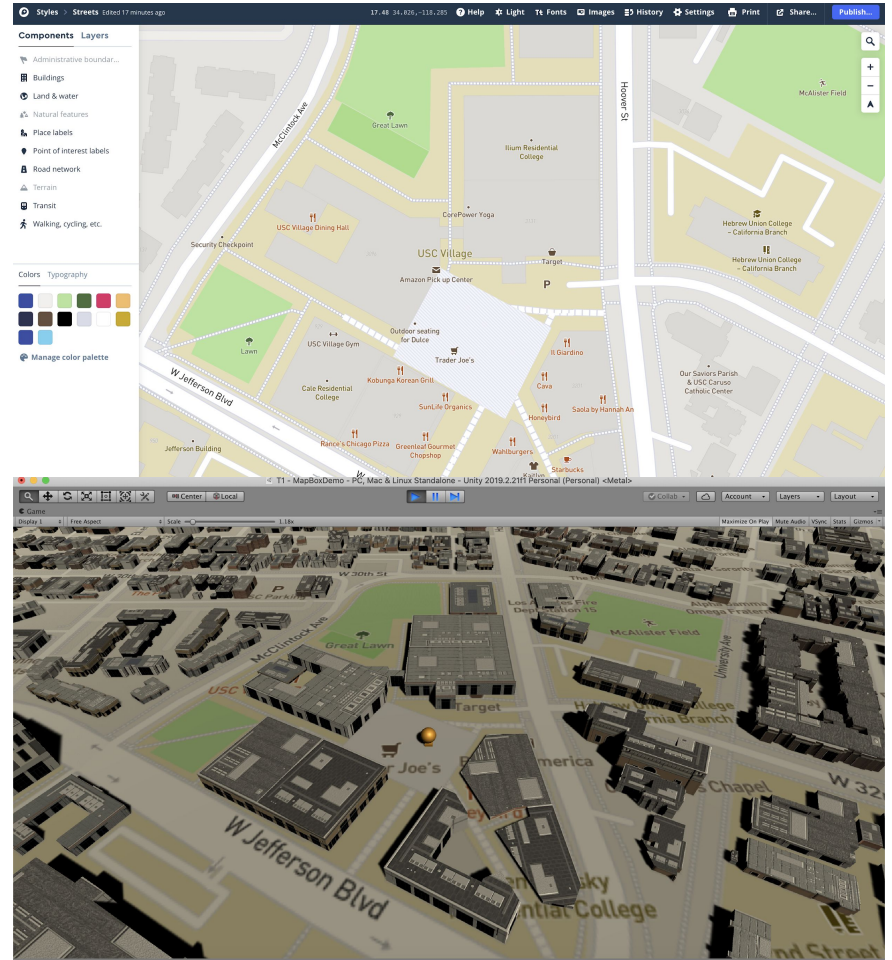 Styles > Streets Edited 17 minutes ago
17.48 34.026,-118.285
Help
Light
Tt Fonts
Images
History
Settings
Print
Share...
Publish...
Components Layers
Administrative boundar...
Buildings
Land & water
Natural features
Place labels
Point of interest labels
Road network
Terrain
Transit
Walking, cycling, etc.
Colors Typography
Manage color palette
McClintock Ave
Great Lawn
Hoover St
McAlister Field
Ilium Residential
College
CorePower Yoga
USC Village Dining Hall
Security Checkpoint
Hebrew Union College
– California Branch
Hebrew Union College
– California Branch
USC Village
Target
Amazon Pick up Center
P
Outdoor seating
for Dulce
USC Village Gym
Lawn
Trader Joe's
Il Giardino
W Jefferson Blvd
Kobunga Korean Grill
Cale Residential
College
Cava
Our Saviors Parish
& USC Caruso
Catholic Center
SunLife Organics
Honeybird
Saola by Hannah An
Rance's Chicago Pizza
Greenleaf Gourmet
Chopshop
Jefferson Building
Wahlburgers
Starbucks
W
T1 - MapBoxDemo - PC, Mac & Linux Standalone - Unity 2019.2.21f1 Personal (Personal) <Metal>
Center
Local
Collab
Account
Layers
Layout
Game
Display 1
Free Aspect
Scale
1.18x
Maximize On Play
Mute Audio
VSync
Stats
Gizmos
W 30th St
P
McClintock Ave
Great Lawn
McAlister Field
University Ave
USC
Target
r Joe's
merica
Chapel
W 32
W Jefferson Blvd
sky
ntial College
nd Street